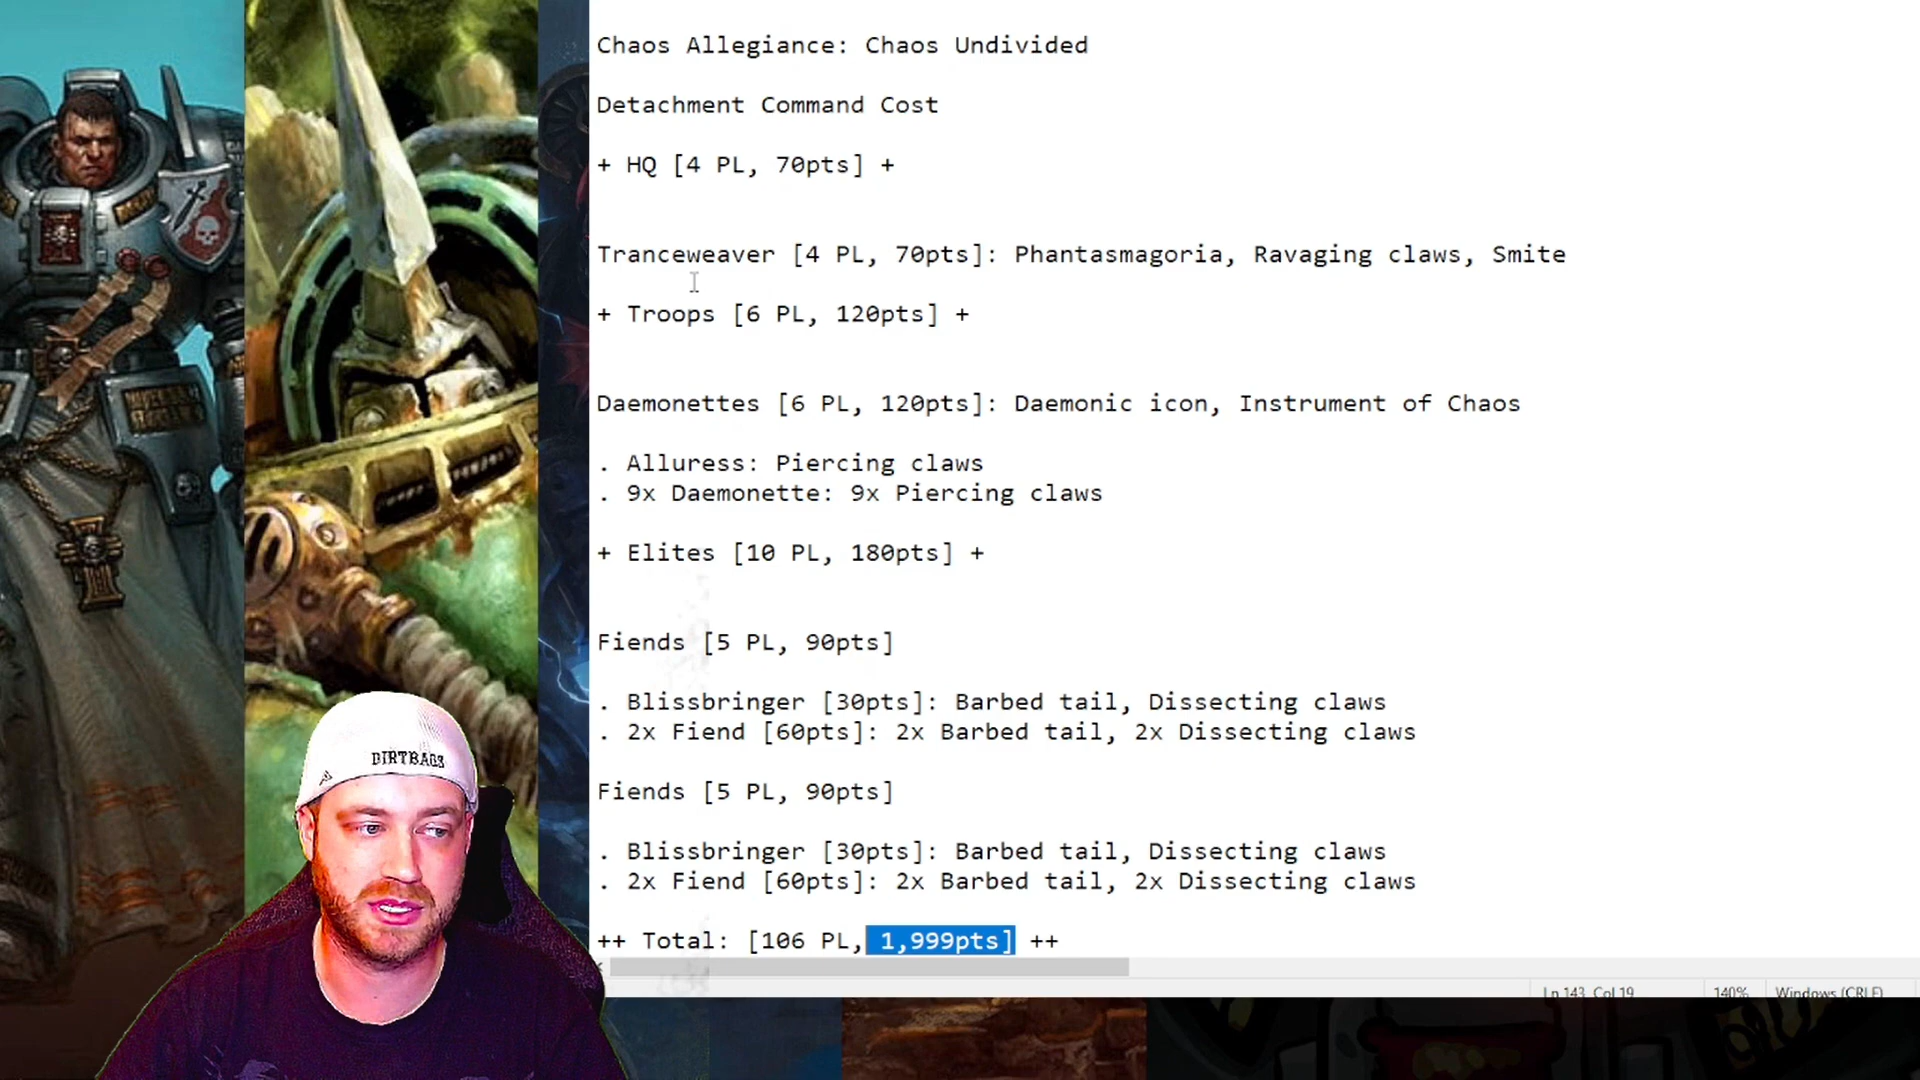 Chaos Allegiance: Chaos Undivided
Detachment Command Cost
+ HQ [4 PL, 70pts] +
Tranceweaver [4 PL, 70pts]: Phantasmagoria, Ravaging claws, Smite
+ Troops [6 PL, 120pts] +
Daemonettes [6 PL, 120pts]: Daemonic icon, Instrument of Chaos
. Alluress: Piercing claws
. 9x Daemonette: 9x Piercing claws
+ Elites [10 PL, 180pts] +
Fiends [5 PL, 90pts]
. Blissbringer [30pts]: Barbed tail, Dissecting claws
. 2x Fiend [60pts]: 2x Barbed tail, 2x Dissecting claws
Fiends [5 PL, 90pts]
. Blissbringer [30pts]: Barbed tail, Dissecting claws
. 2x Fiend [60pts]: 2x Barbed tail, 2x Dissecting claws
++ Total: [106 PL, 1,999pts] ++
Ln 143, Col 19
140%
Windows (CRLF)
DIRTBAGS